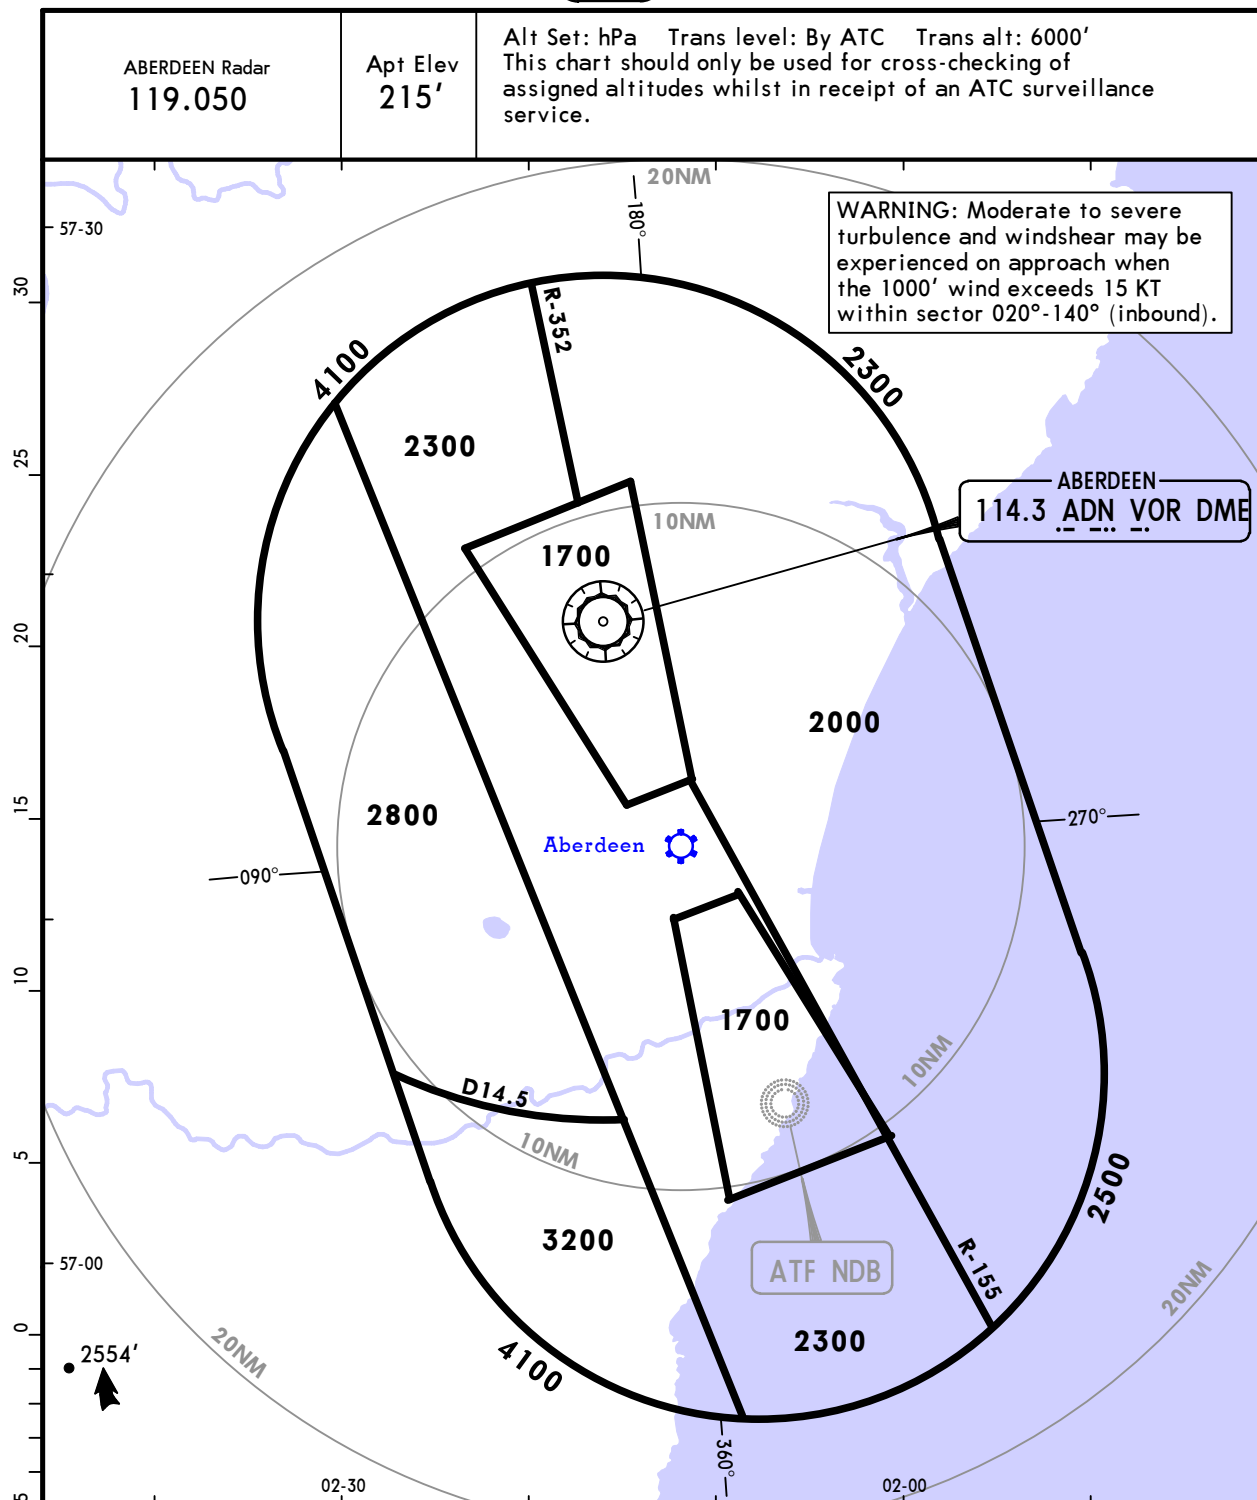 ABERDEEN Radar
119.050
Apt Elev
215'
Alt Set: hPa Trans level: By ATC Trans alt: 6000'
This chart should only be used for cross-checking of
assigned altitudes whilst in receipt of an ATC surveillance
service.
20NM
180°
WARNING: Moderate to severe
turbulence and windshear may be
experienced on approach when
the 1000' wind exceeds 15 KT
within sector 020°-140° (inbound).
57-30
30
R-352
4100
2300
2300
25
ABERDEEN
114.3 ADN VOR DME
10NM
1700
20
2000
15
2800
270°
Aberdeen
090°
10
1700
10NM
D14.5
10NM
5
2500
3200
R-155
57-00
ATF NDB
20NM
0
20NM
2554'
4100
2300
360°
02-30
02-00
5